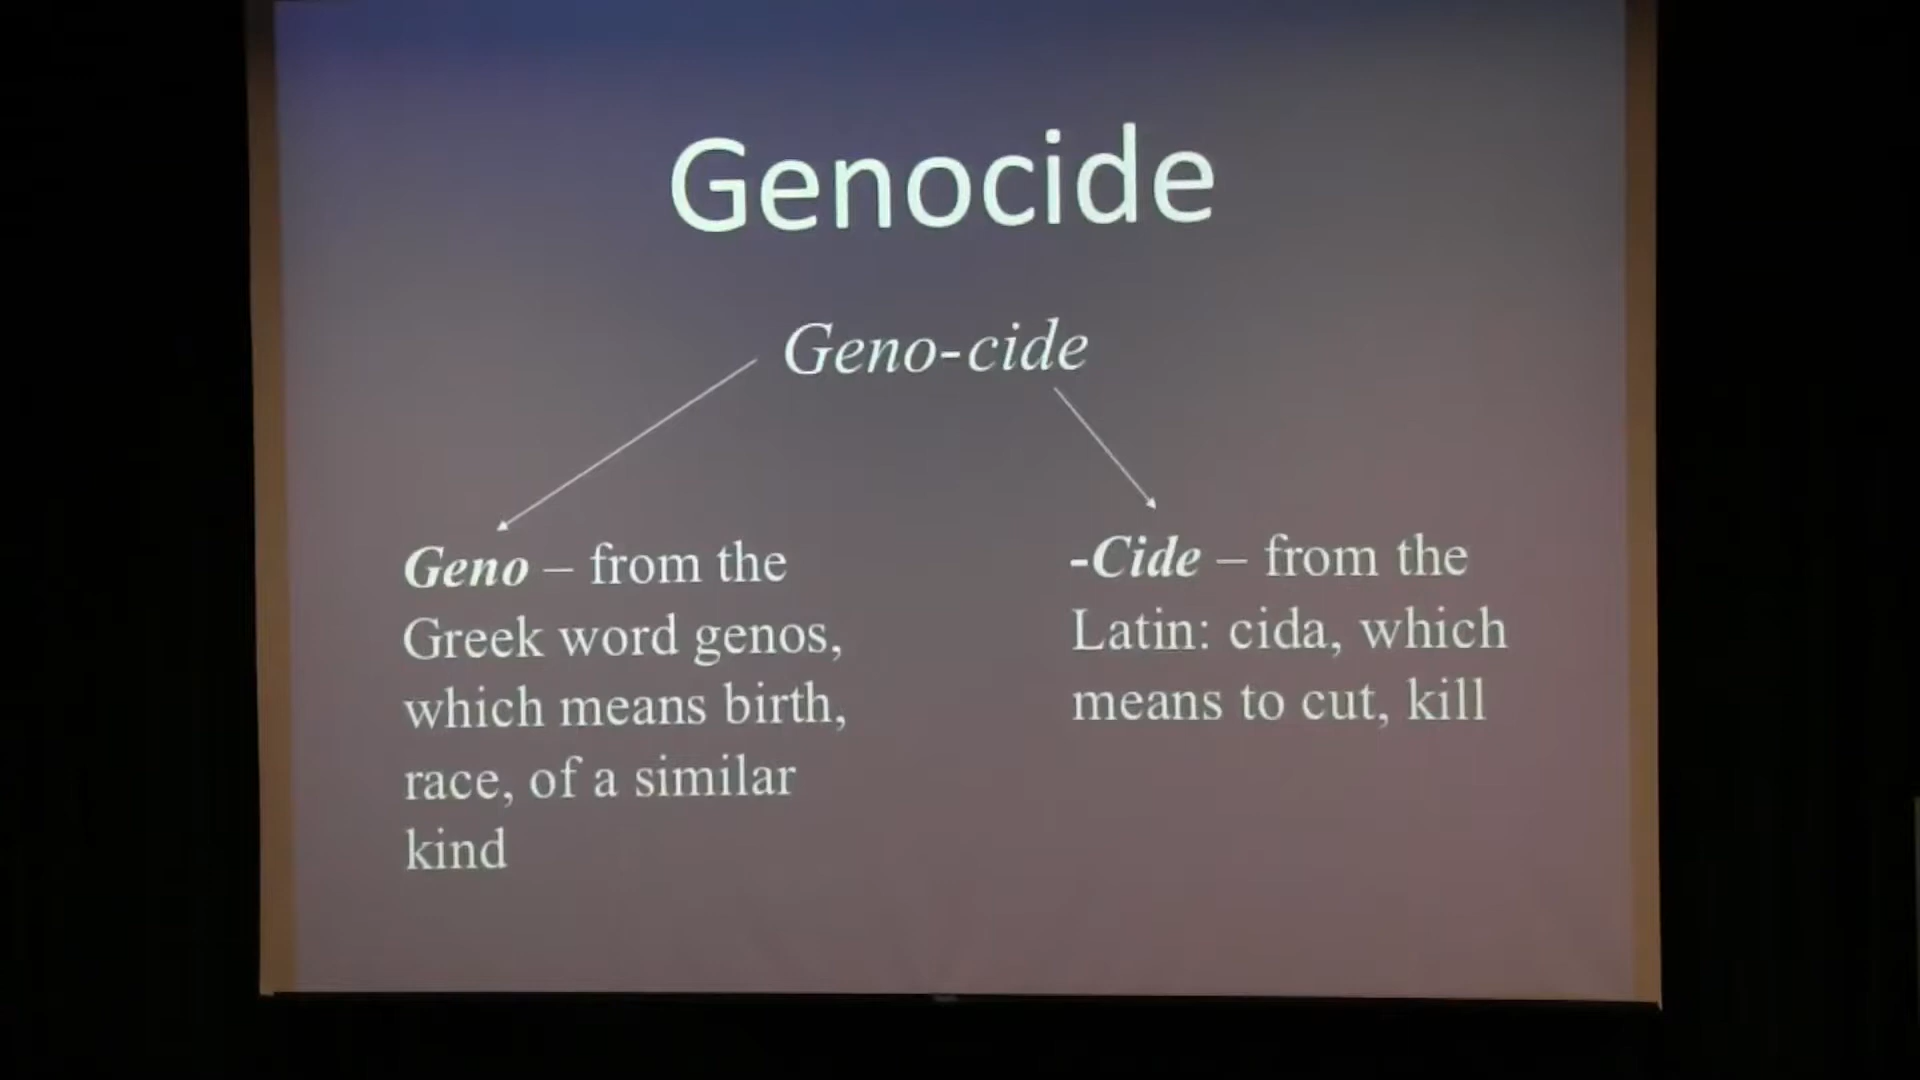 Genocide
Geno-cide
Geno – from the
Greek word genos,
which means birth,
race, of a similar
kind
-Cide – from the
Latin: cida, which
means to cut, kill